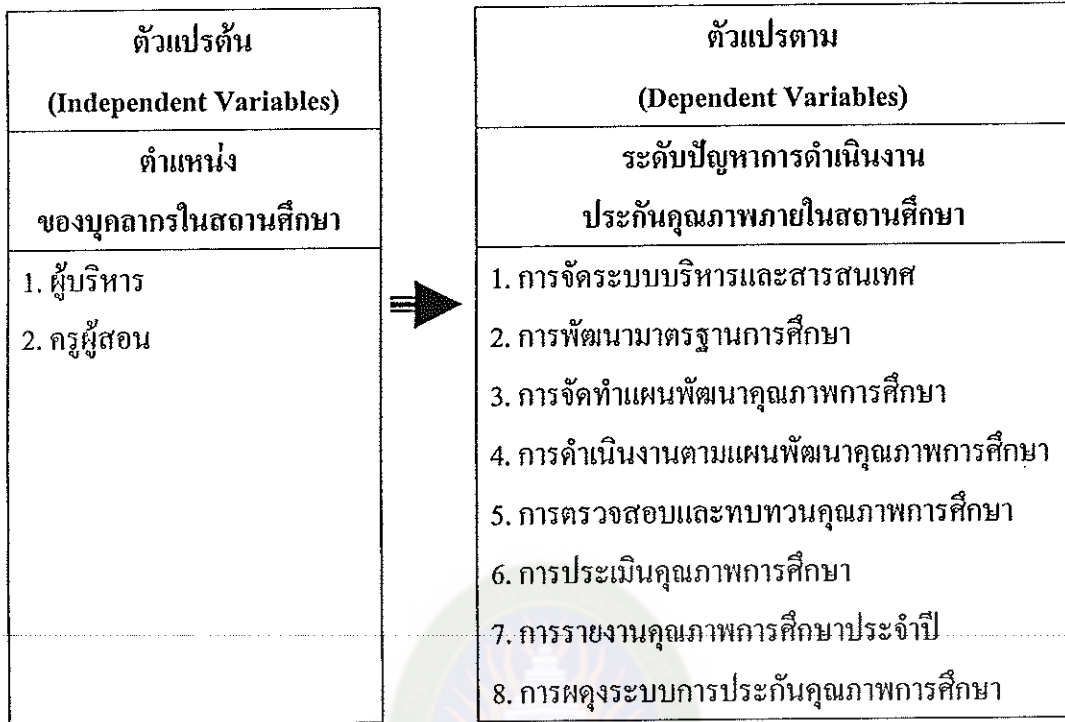 ตัวแปรต้น
(Independent Variables)
ตำแหน่ง
ของบุคลากรในสถานศึกษา
1. ผู้บริหาร
2. ครูผู้สอน
ตัวแปรตาม
(Dependent Variables)
ระดับปัญหาการดำเนินงาน
ประกันคุณภาพภายในสถานศึกษา
1. การจัดระบบบริหารและสารสนเทศ
2. การพัฒนามาตรฐานการศึกษา
3. การจัดทำแผนพัฒนาคุณภาพการศึกษา
4. การดำเนินงานตามแผนพัฒนาคุณภาพการศึกษา
5. การตรวจสอบและทบทวนคุณภาพการศึกษา
6. การประเมินคุณภาพการศึกษา
7. การรายงานคุณภาพการศึกษาประจำปี
8. การผดุงระบบการประกันคุณภาพการศึกษา